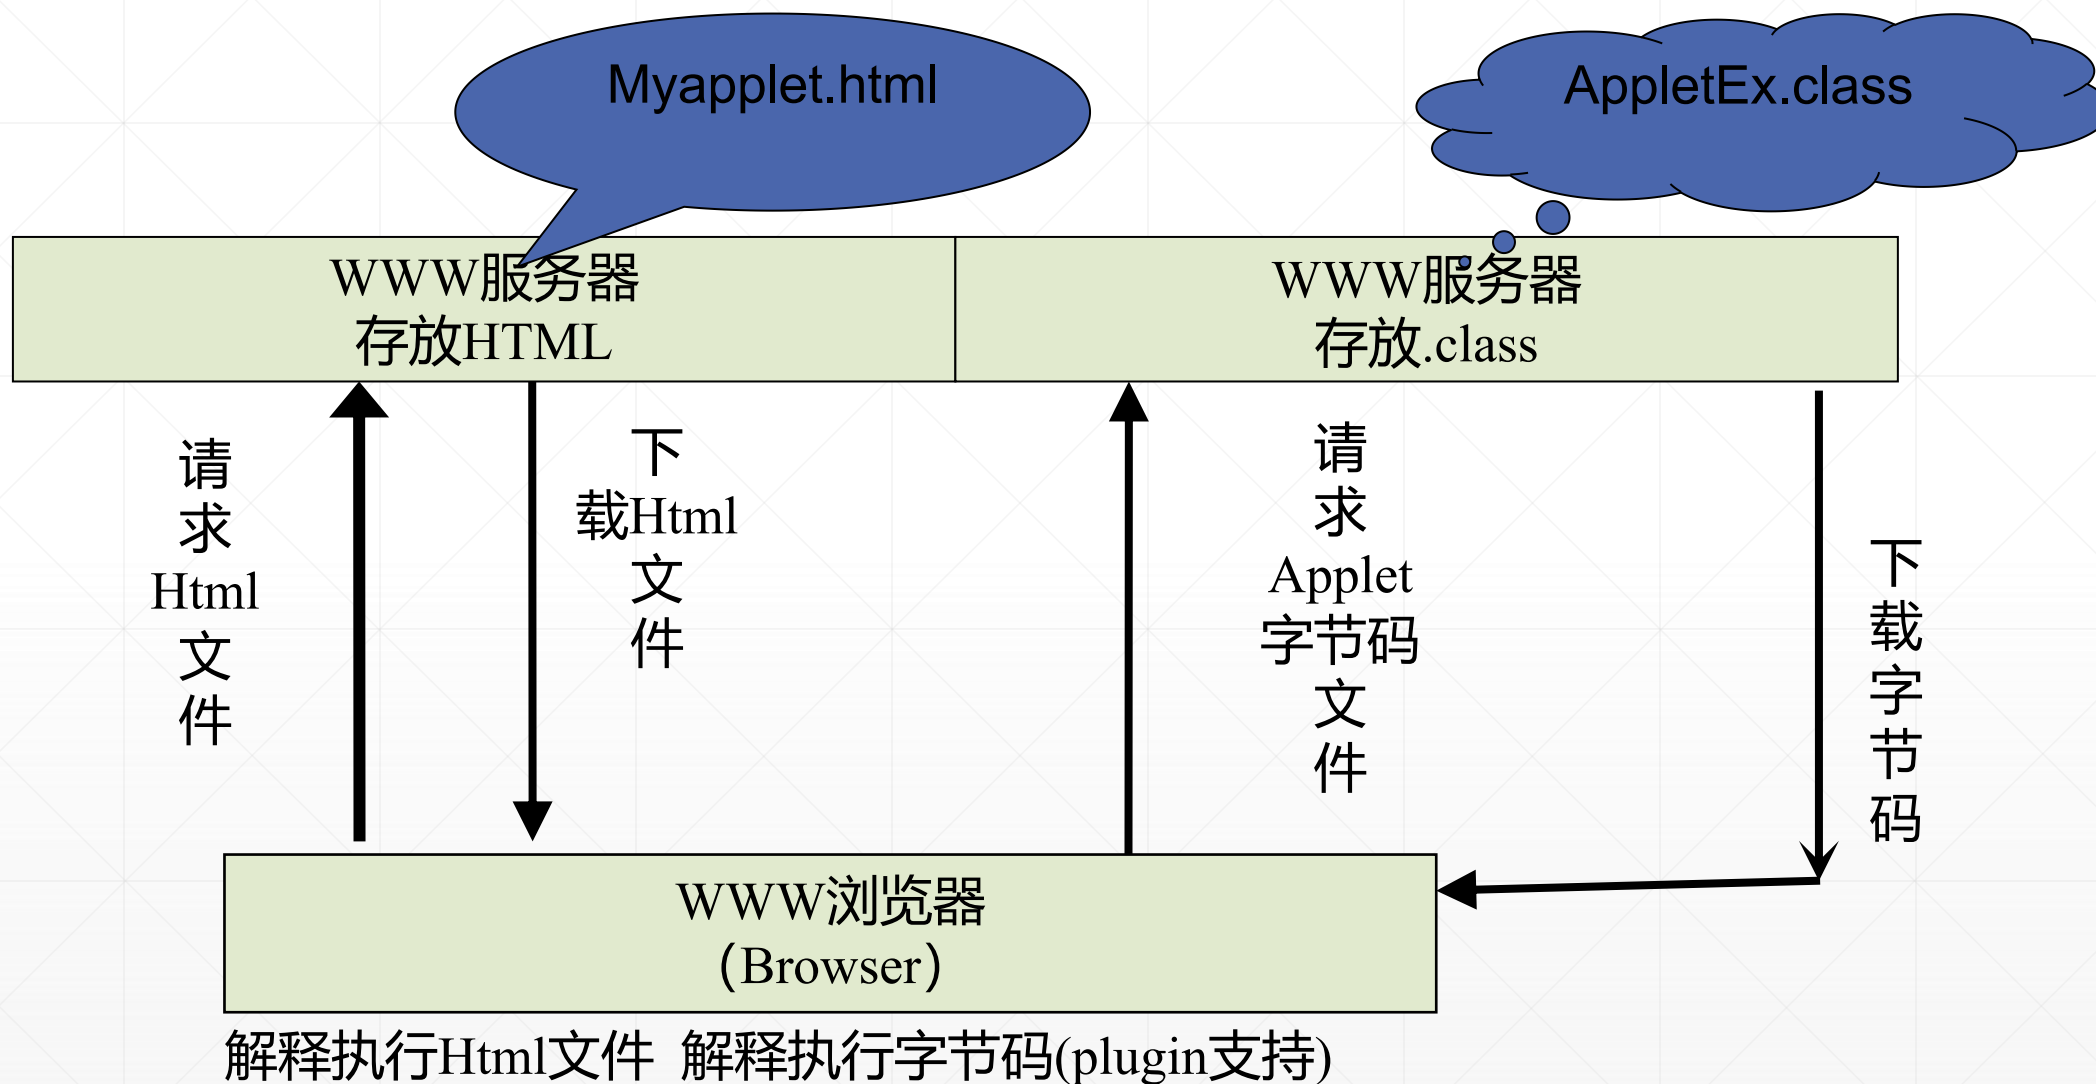 Myapplet.html
AppletEx.class
WWW服务器
存放HTML
WWW服务器
存放.class
请
求
Html
文
件
下
载Html
文
件
请
求
Applet
字节码
文
件
下
载
字
节
码
WWW浏览器
（Browser）
解释执行Html文件 解释执行字节码(plugin支持)